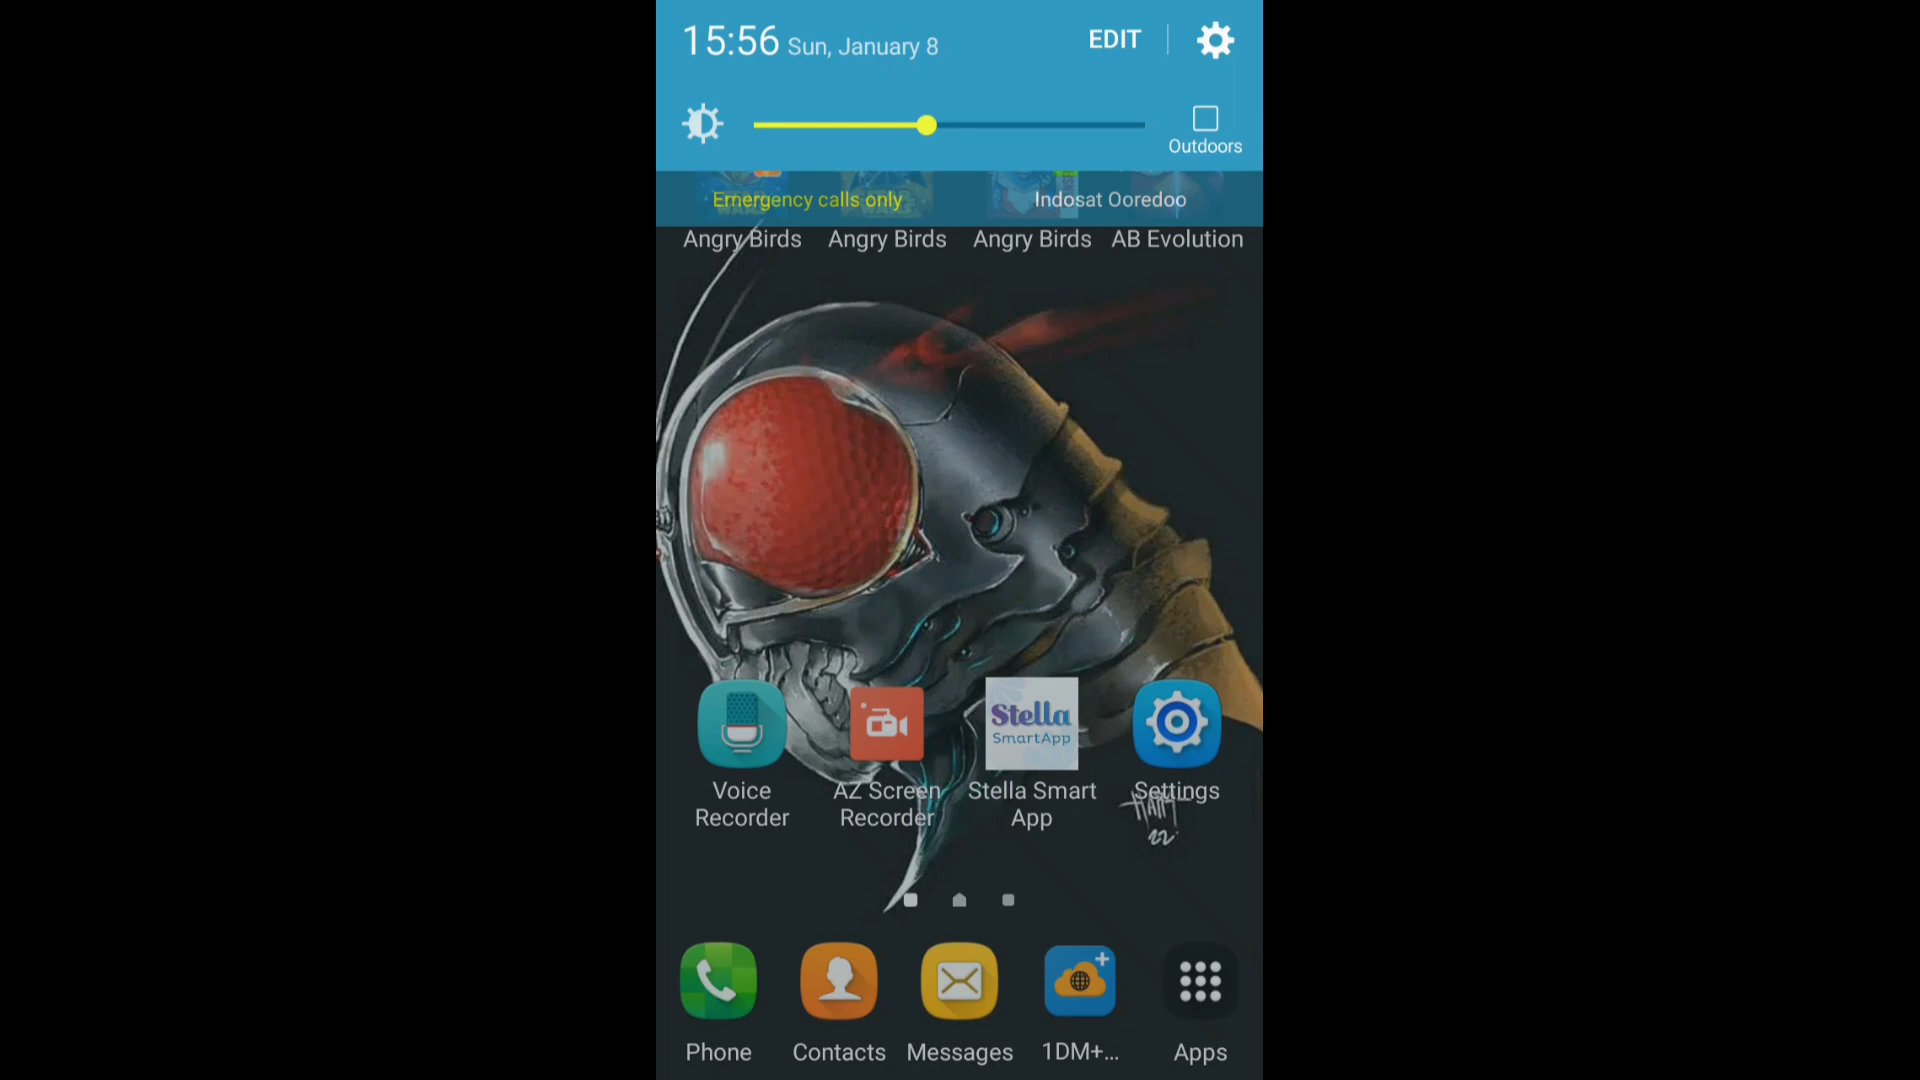 15:56 Sun, January 8 EDIT
Outdoors
Emergency calls only Indosat Ooredoo
Angry Birds Angry Birds Angry Birds AB Evolution
Stella
SmartApp
Voice Recorder
AZ Screen Recorder
Stella Smart App
Settings
22
Phone Contacts Messages 1DM+... Apps